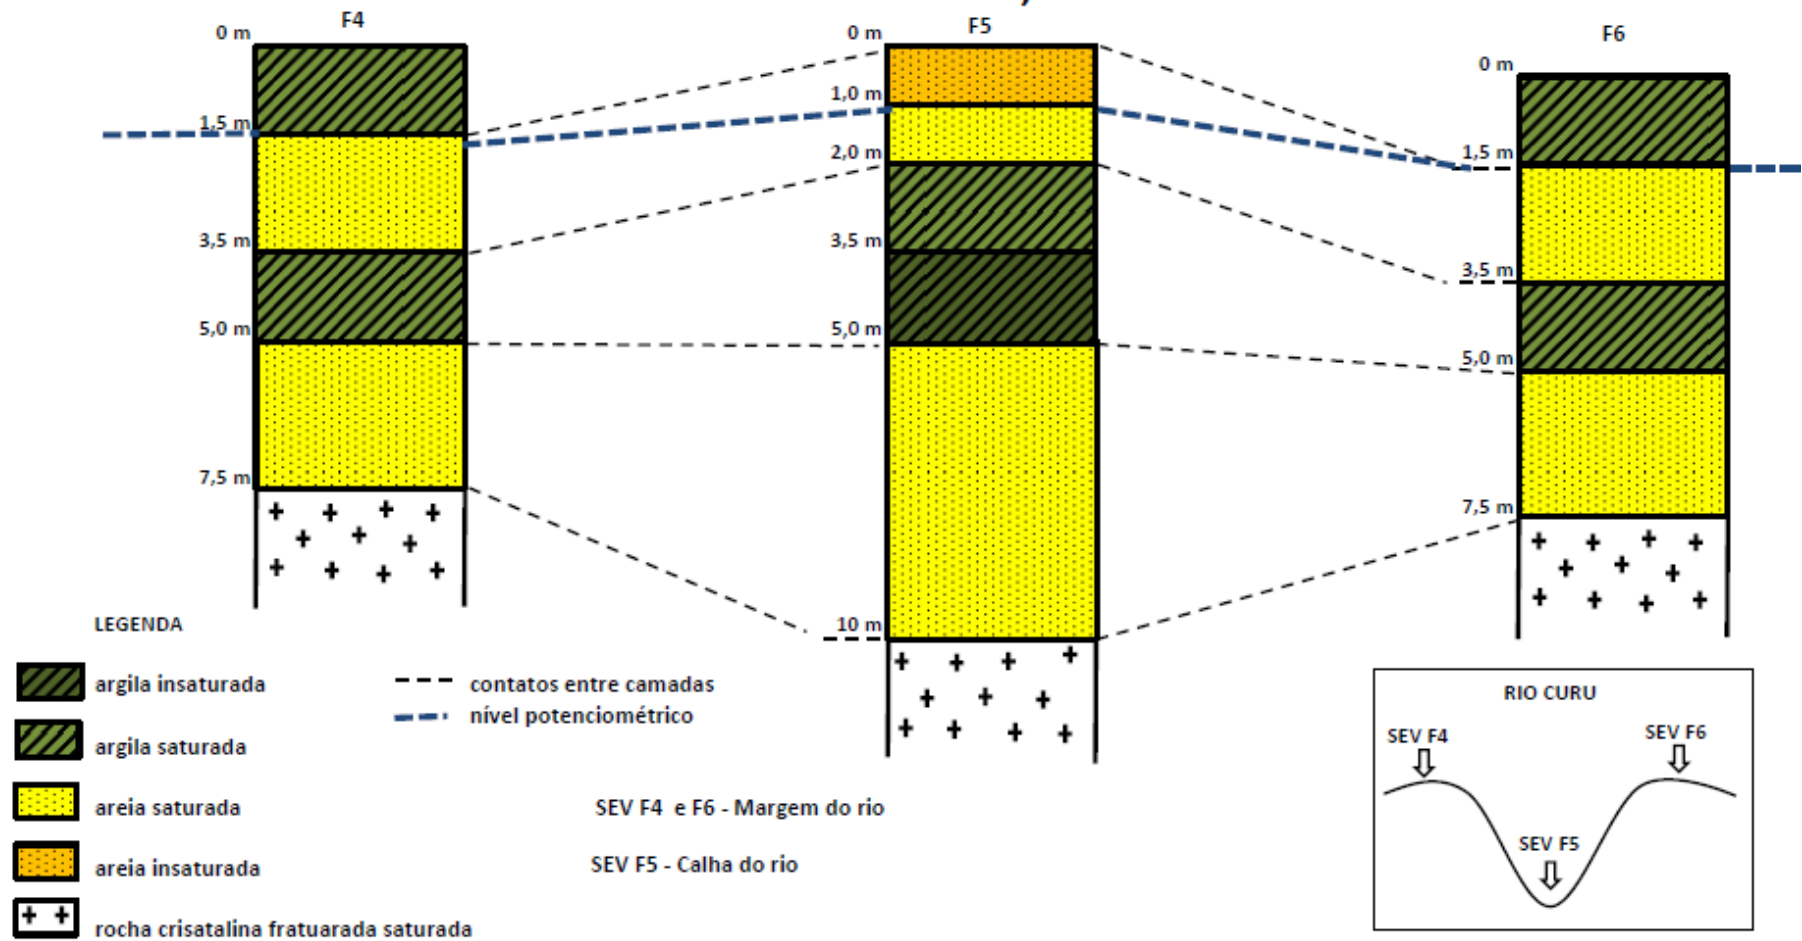 F4
F5
F6
0 m
1,5 m
3,5 m
5,0 m
7,5 m
0 m
1,0 m
2,0 m
3,5 m
5,0 m
10 m
0 m
1,5 m
3,5 m
5,0 m
7,5 m
LEGENDA
argila insaturada
argila saturada
areia saturada
areia insaturada
rocha crisatalina fratuarada saturada
contatos entre camadas
nível potenciométrico
SEV F4 e F6 - Margem do rio
SEV F5 - Calha do rio
RIO CURU
SEV F4
SEV F6
SEV F5